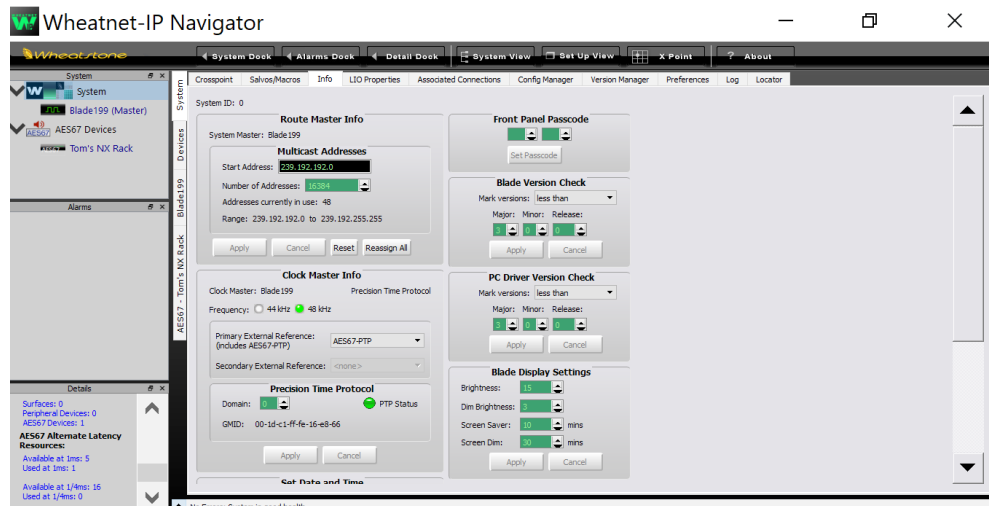 Wheatnet-IP Navigator
Wheatstone
System Dock
Alarms Dock
Detail Dock
System View
Set Up View
X Point
? About
System
System
Blade199 (Master)
AES67 Devices
Tom's NX Rack
Alarms
Details
Surfaces: 0
Peripheral Devices: 0
AES67 Devices: 1
AES67 Alternate Latency
Resources:
Available at 1ms: 5
Used at 1ms: 1
Available at 1/4ms: 16
Used at 1/4ms: 0
System
Devices
Blade199
AES67 - Tom's NX Rack
Crosspoint
Salvos/Macros
Info
LIO Properties
Associated Connections
Config Manager
Version Manager
Preferences
Log
Locator
System ID: 0
Route Master Info
System Master: Blade199
Multicast Addresses
Start Address: 239.192.192.0
Number of Addresses: 16384
Addresses currently in use: 48
Range: 239.192.192.0 to 239.192.255.255
Apply
Cancel
Reset
Reassign All
Clock Master Info
Clock Master: Blade199
Precision Time Protocol
Frequency: 44 kHz 48 kHz
Primary External Reference:
(includes AES67-PTP)
AES67-PTP
Secondary External Reference: <none>
Precision Time Protocol
Domain: 0
PTP Status
GMID: 00-1d-c1-ff-fe-16-e8-66
Apply
Cancel
Set Date and Time
Front Panel Passcode
Set Passcode
Blade Version Check
Mark versions: less than
Major: Minor: Release:
3 0 0
Apply
Cancel
PC Driver Version Check
Mark versions: less than
Major: Minor: Release:
3 0 0
Apply
Cancel
Blade Display Settings
Brightness: 15
Dim Brightness: 3
Screen Saver: 10 mins
Screen Dim: 30 mins
Apply
Cancel
No Errors: System in good health